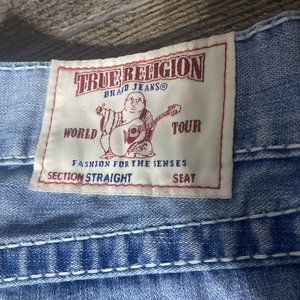 TRUE RELIGION
BRAND JEANS®
WORLD TOUR
FASHION FOR THE SENSES
SECTION STRAIGHT SEAT